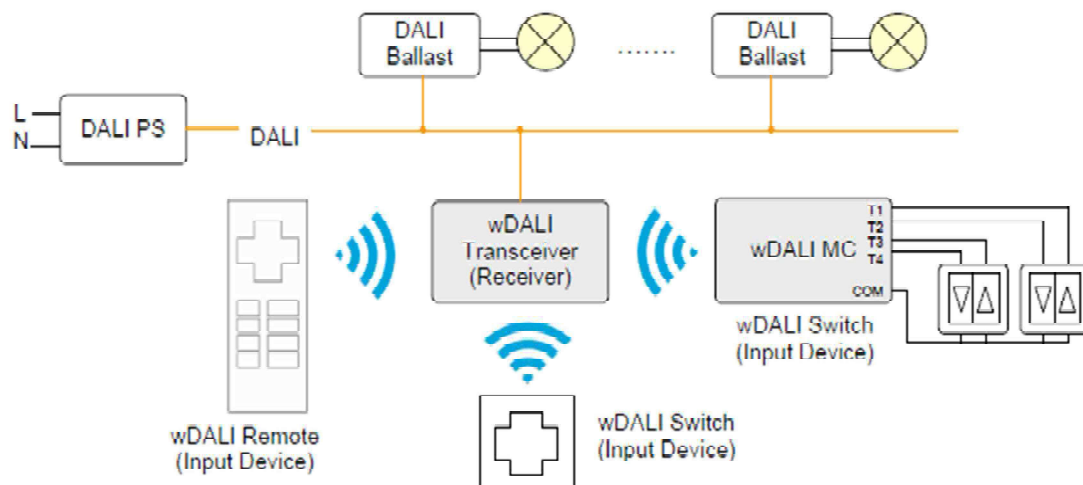 DALI
Ballast
.......
DALI
Ballast
L
N
DALI PS
DALI
wDALI
Transceiver
(Receiver)
wDALI MC
T1
T2
T3
T4
COM
wDALI Switch
(Input Device)
wDALI Remote
(Input Device)
wDALI Switch
(Input Device)